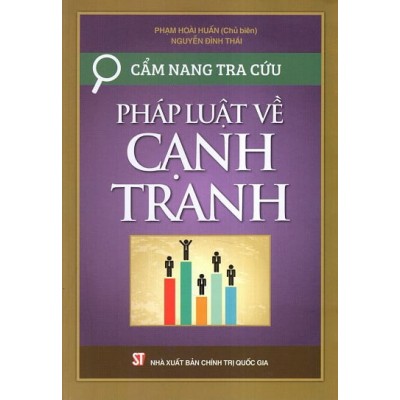 PHẠM HOÀI HUẤN (Chủ biên)
NGUYỄN ĐÌNH THÁI
CẨM NANG TRA CỨU
PHÁP LUẬT VỀ
CẠNH
TRANH
ST
NHÀ XUẤT BẢN CHÍNH TRỊ QUỐC GIA